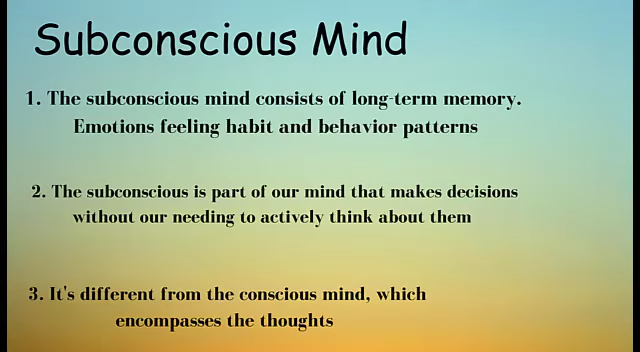 Subconscious Mind
1. The subconscious mind consists of long-term memory.
Emotions feeling habit and behavior patterns
2. The subconscious is part of our mind that makes decisions
without our needing to actively think about them
3. It's different from the conscious mind, which
encompasses the thoughts